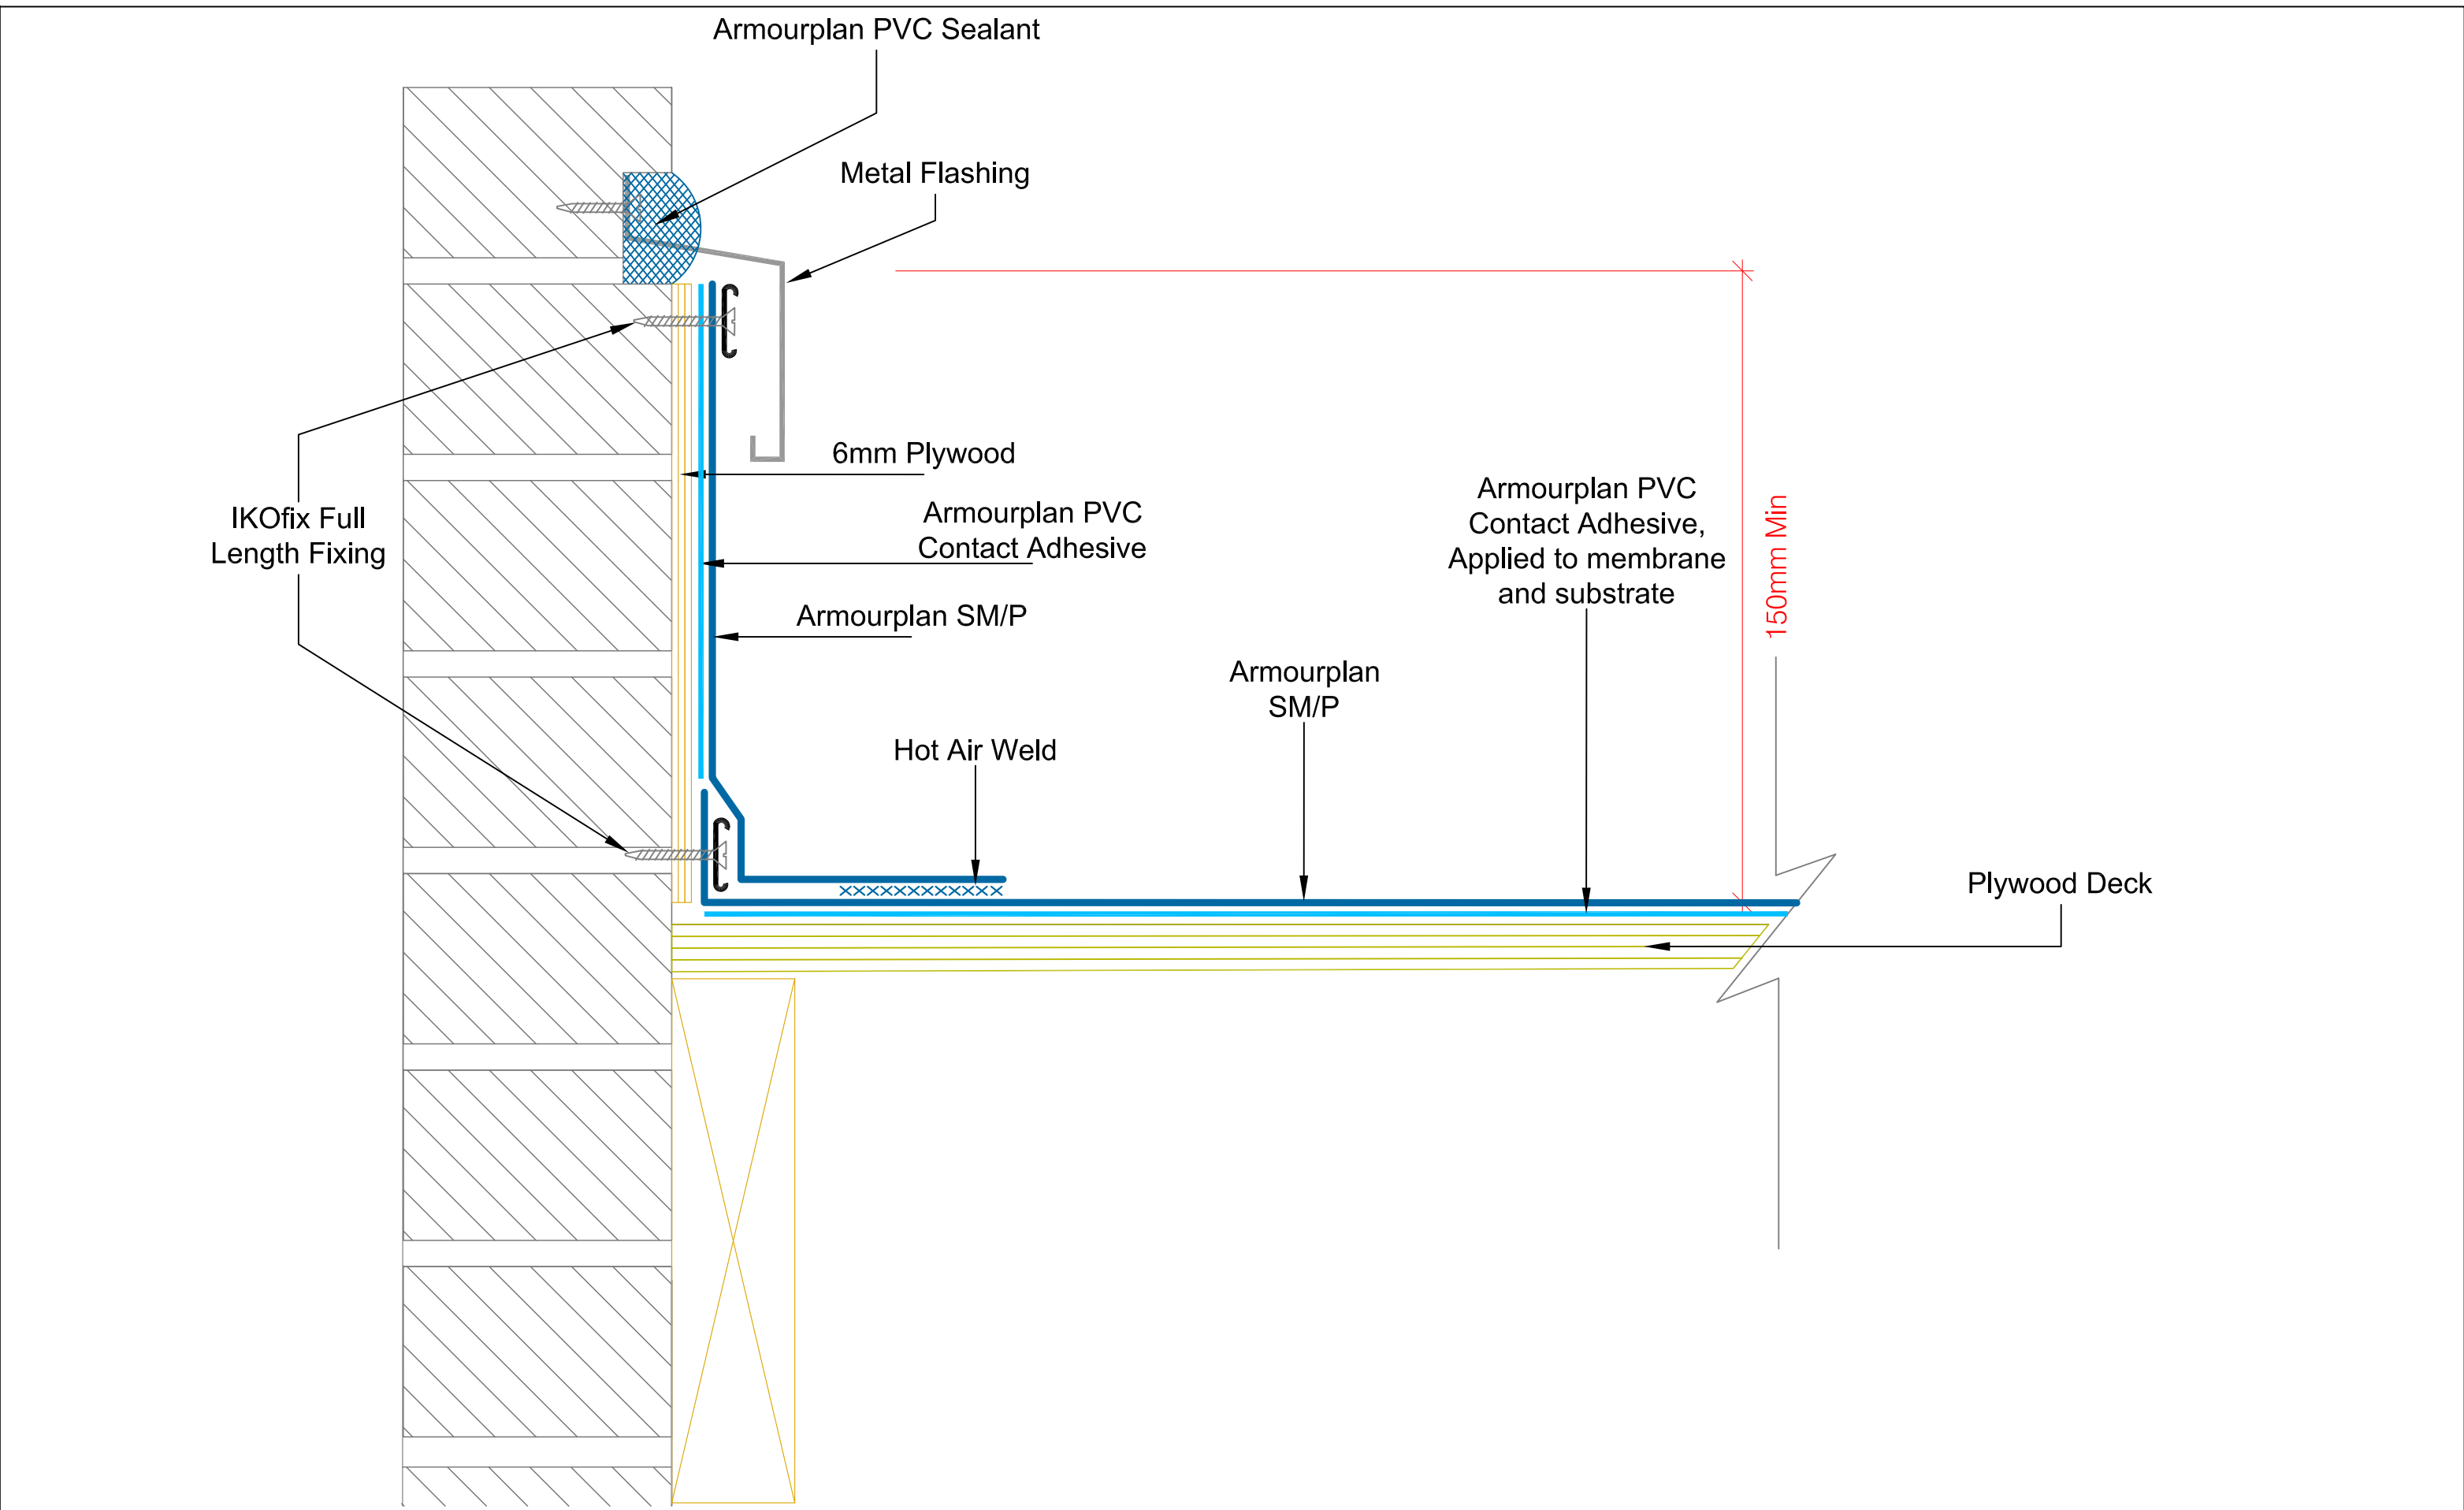 Armourplan PVC Sealant
Metal Flashing
6mm Plywood
Armourplan PVC
Contact Adhesive
IKOfix Full
Length Fixing
Armourplan PVC
Contact Adhesive,
Applied to membrane
and substrate
150mm Min
Armourplan SM/P
Armourplan
SM/P
Hot Air Weld
Plywood Deck